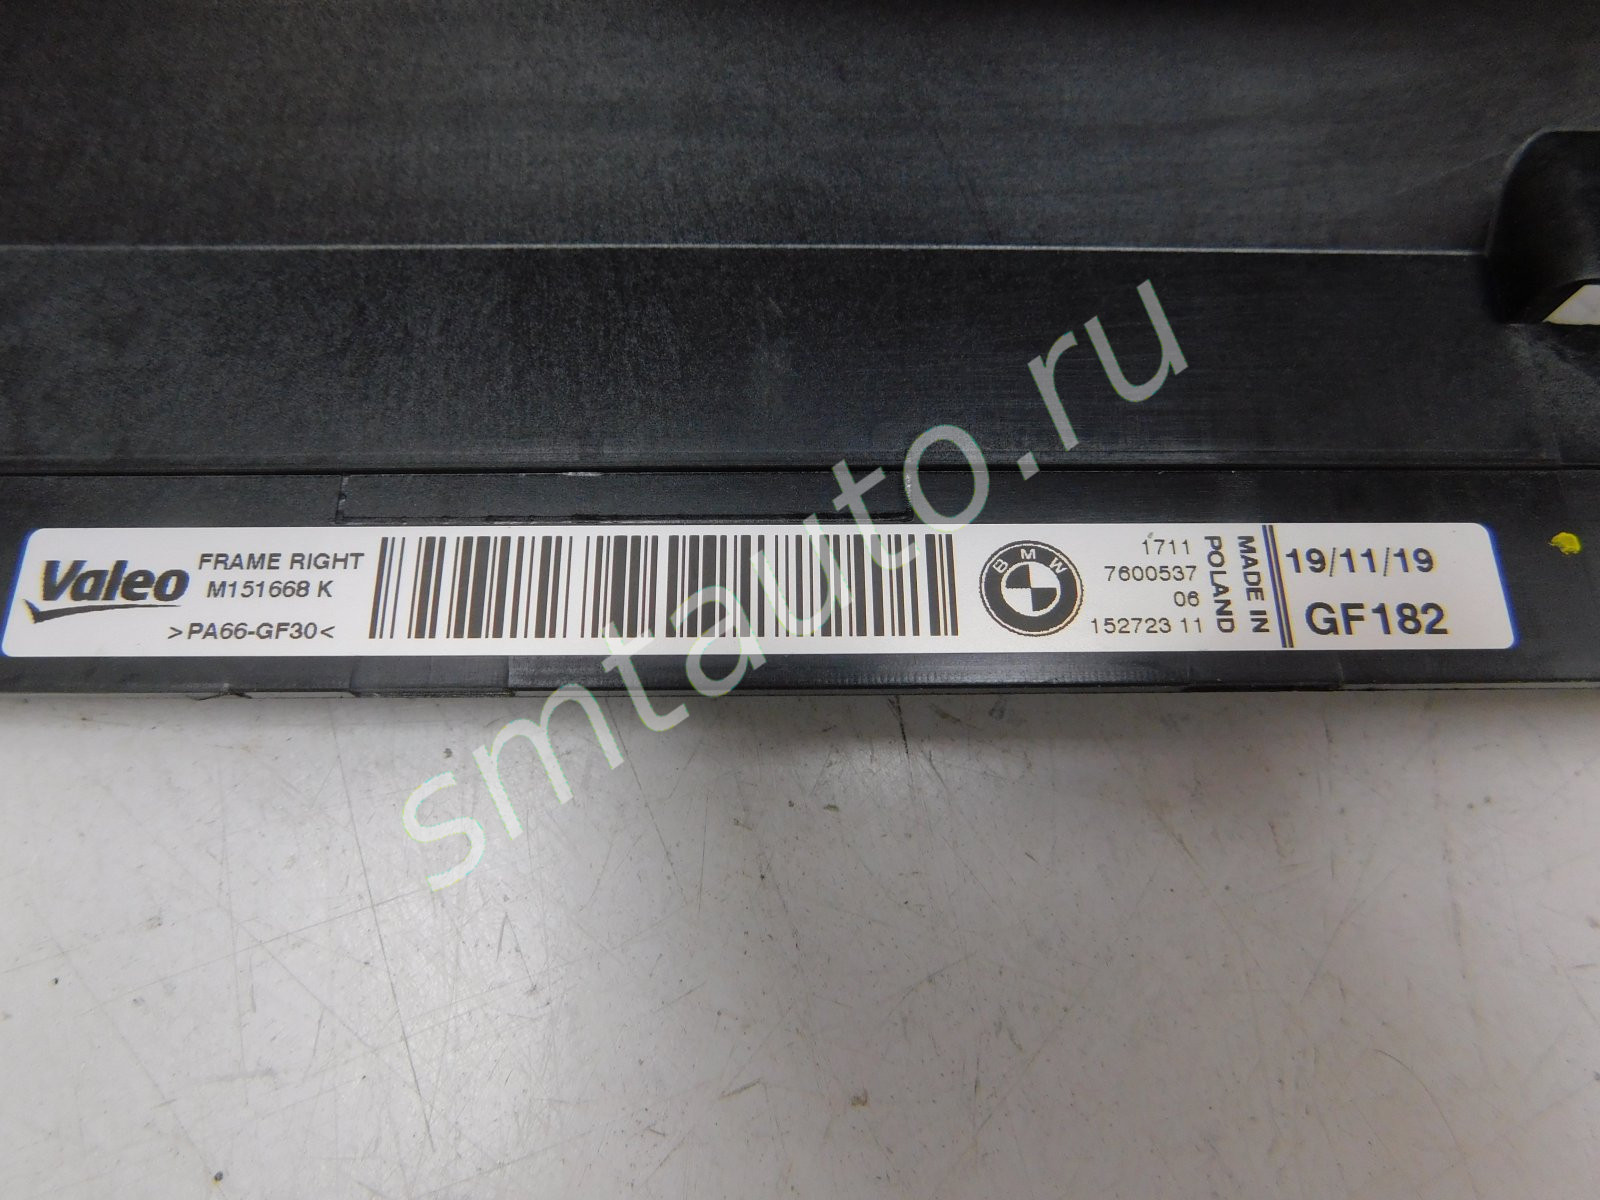 Valeo
FRAME RIGHT
M151668 K
>PA66-GF30<
BMW
1711
7600537
06
152723 11
MADE IN
POLAND
19/11/19
GF182
smtauto.ru